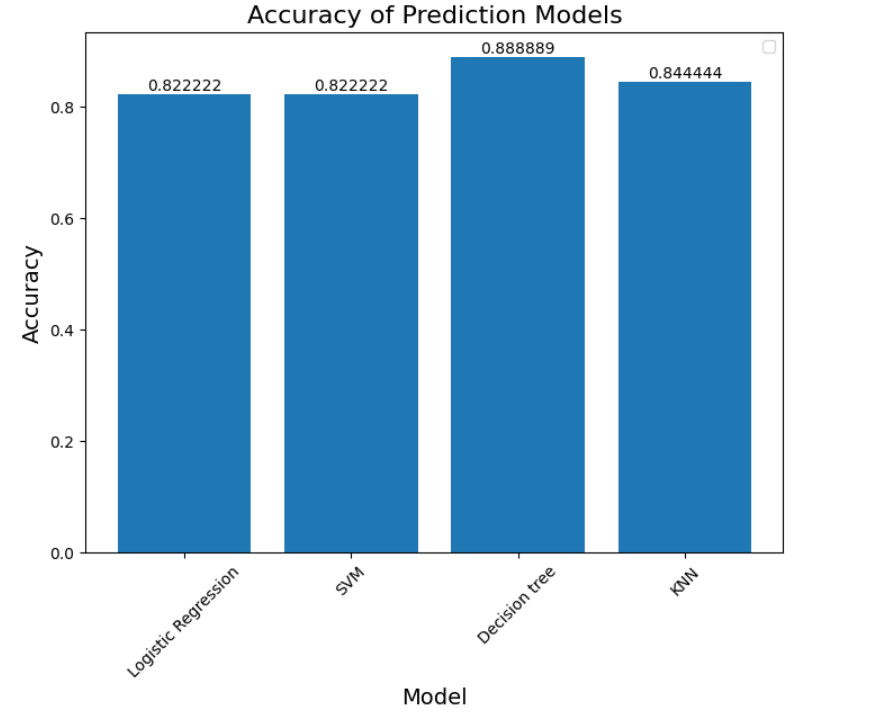 Accuracy of Prediction Models
0.888889
0.844444
0.822222
0.822222
0.8
0.6
0.4
0.2
0.0
Accuracy
Logistic Regression
SVM
Decision tree
KNN
Model